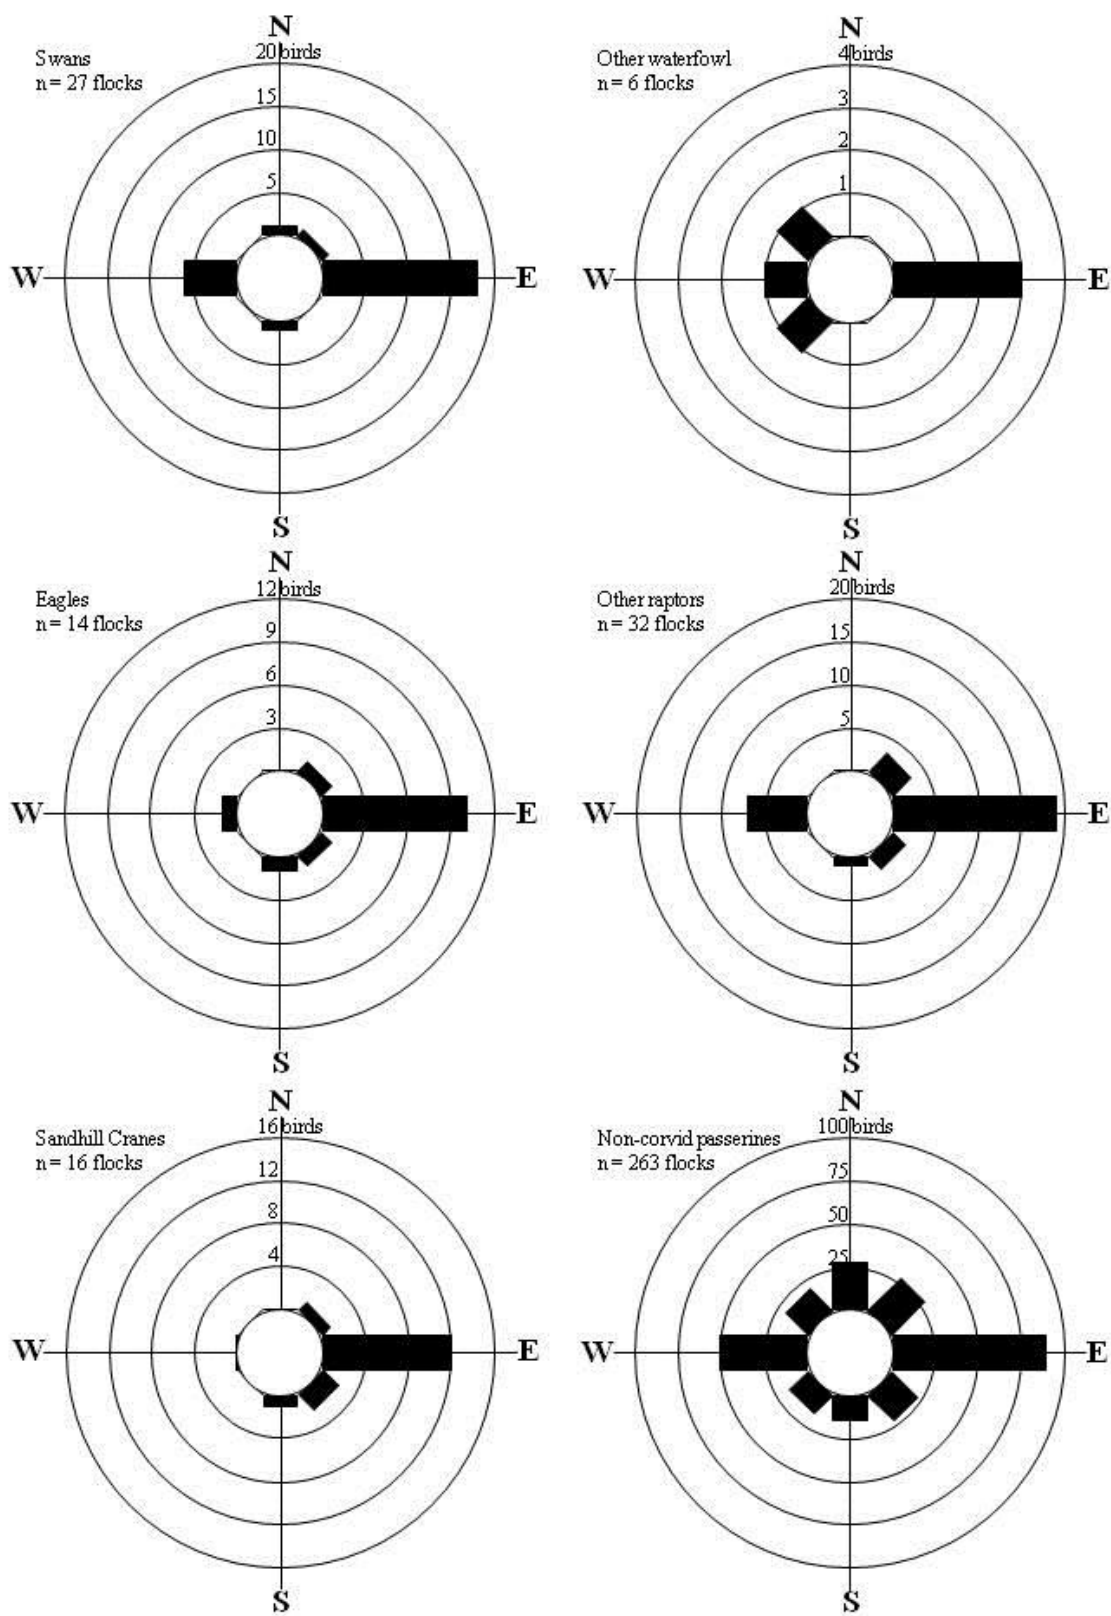 N
20 birds
Swans
n = 27 flocks
15
10
5
W
E
S
N
4 birds
Other waterfowl
n = 6 flocks
3
2
1
W
E
S
N
12 birds
Eagles
n = 14 flocks
9
6
3
W
E
S
N
20 birds
Other raptors
n = 32 flocks
15
10
5
W
E
S
N
16 birds
Sandhill Cranes
n = 16 flocks
12
8
4
W
E
S
N
100 birds
Non-corvid passerines
n = 263 flocks
75
50
25
W
E
S